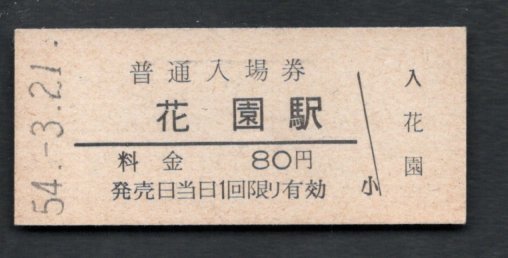 54.-3.21.
普通入場券
花園駅
料金 80円
発売日当日1回限り有効
小
入
花
園